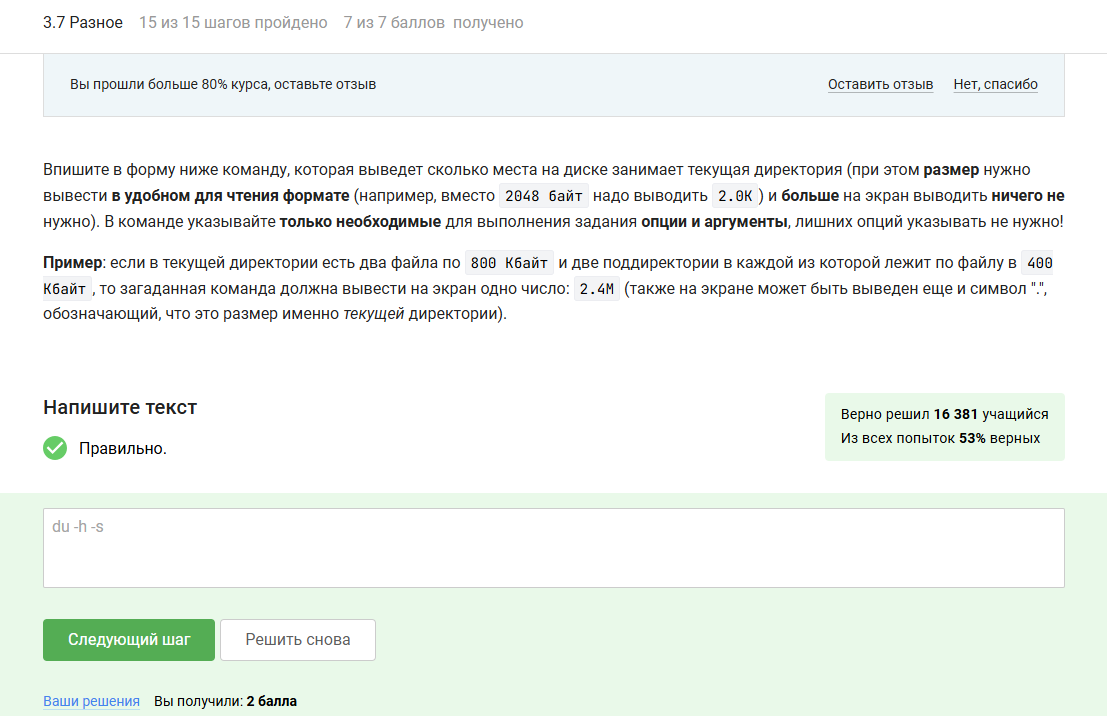 3.7 Разное 15 из 15 шагов пройдено 7 из 7 баллов получено
Вы прошли больше 80% курса, оставьте отзыв Оставить отзыв Нет, спасибо
Впишите в форму ниже команду, которая выведет сколько места на диске занимает текущая директория (при этом размер нужно
вывести в удобном для чтения формате (например, вместо 2048 байт надо выводить 2.0K ) и больше на экран выводить ничего не
нужно). В команде указывайте только необходимые для выполнения задания опции и аргументы, лишних опций указывать не нужно!
Пример: если в текущей директории есть два файла по 800 Кбайт и две поддиректории в каждой из которой лежит по файлу в 400
Кбайт , то загаданная команда должна вывести на экран одно число: 2.4M (также на экране может быть выведен еще и символ ".",
обозначающий, что это размер именно текущей директории).
Напишите текст
Верно решил 16 381 учащийся
Из всех попыток 53% верных
Правильно.
du -h -s
Следующий шаг Решить снова
Ваши решения Вы получили: 2 балла